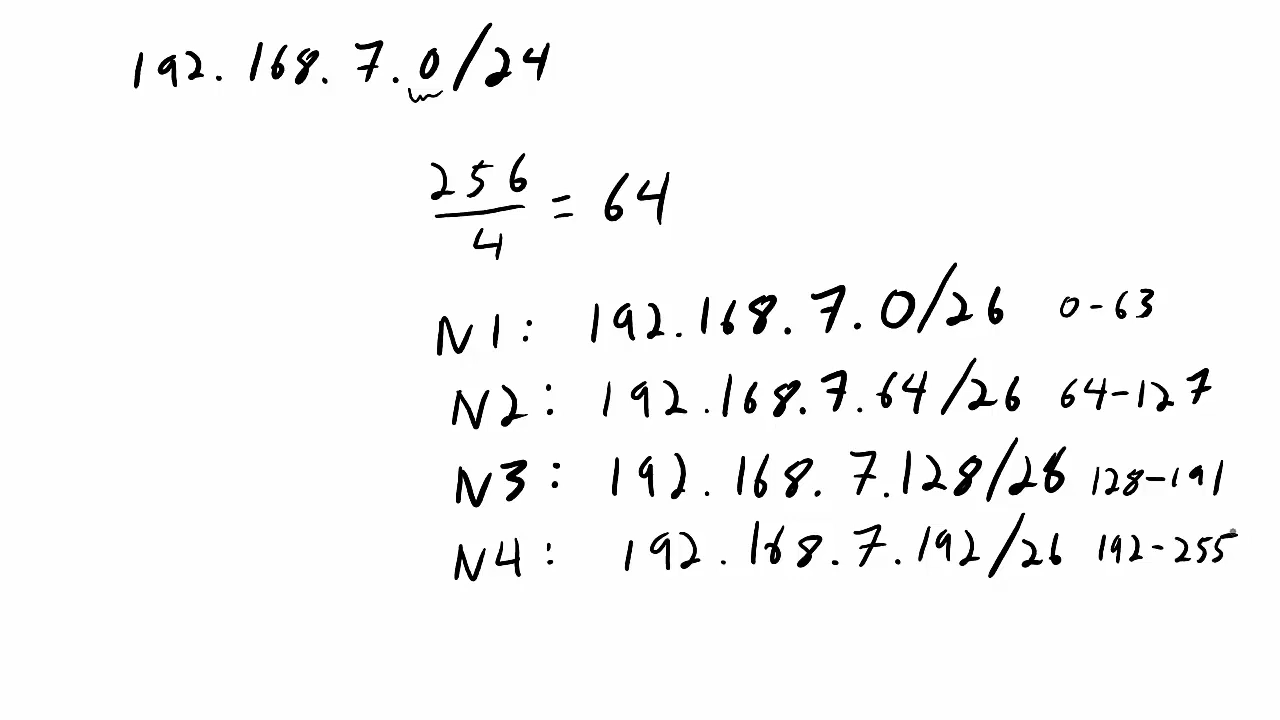 192.168.7.0/24
256/4 = 64
N1: 192.168.7.0/26 0-63
N2: 192.168.7.64/26 64-127
N3: 192.168.7.128/26 128-191
N4: 192.168.7.192/26 192-255